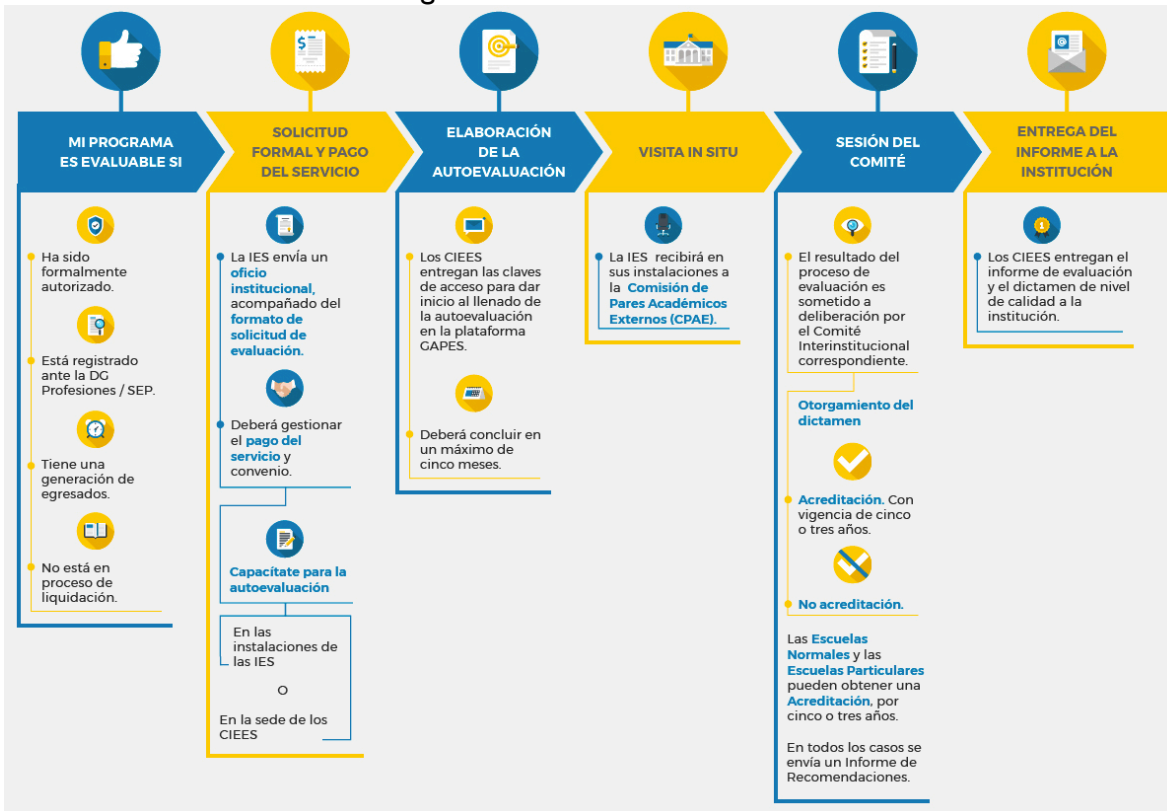 MI PROGRAMA
ES EVALUABLE SI
Ha sido
formalmente
autorizado.
Está registrado
ante la DG
Profesiones / SEP.
Tiene una
generación de
egresados.
No está en
proceso de
liquidación.
SOLICITUD
FORMAL Y PAGO
DEL SERVICIO
$
La IES envía un
oficio
institucional,
acompañado del
formato de
solicitud de
evaluación.
Deberá gestionar
el pago del
servicio y
convenio.
Capacítate para la
autoevaluación
En las
instalaciones de
las IES
O
En la sede de los
CIEES
ELABORACIÓN
DE LA
AUTOEVALUACIÓN
Los CIEES
entregan las claves
de acceso para dar
inicio al llenado de
la autoevaluación
en la plataforma
GAPES.
Deberá concluir en
un máximo de
cinco meses.
VISITA IN SITU
La IES recibirá en
sus instalaciones a
la Comisión de
Pares Académicos
Externos (CPAE).
SESIÓN DEL
COMITÉ
El resultado del
proceso de
evaluación es
sometido a
deliberación por
el Comité
Interinstitucional
correspondiente.
Otorgamiento del
dictamen
Acreditación. Con
vigencia de cinco
o tres años.
No acreditación.
Las Escuelas
Normales y las
Escuelas Particulares
pueden obtener una
Acreditación, por
cinco o tres años.
En todos los casos se
envía un Informe de
Recomendaciones.
ENTREGA DEL
INFORME A LA
INSTITUCIÓN
1
Los CIEES entregan el
informe de evaluación
y el dictamen de nivel
de calidad a la
institución.